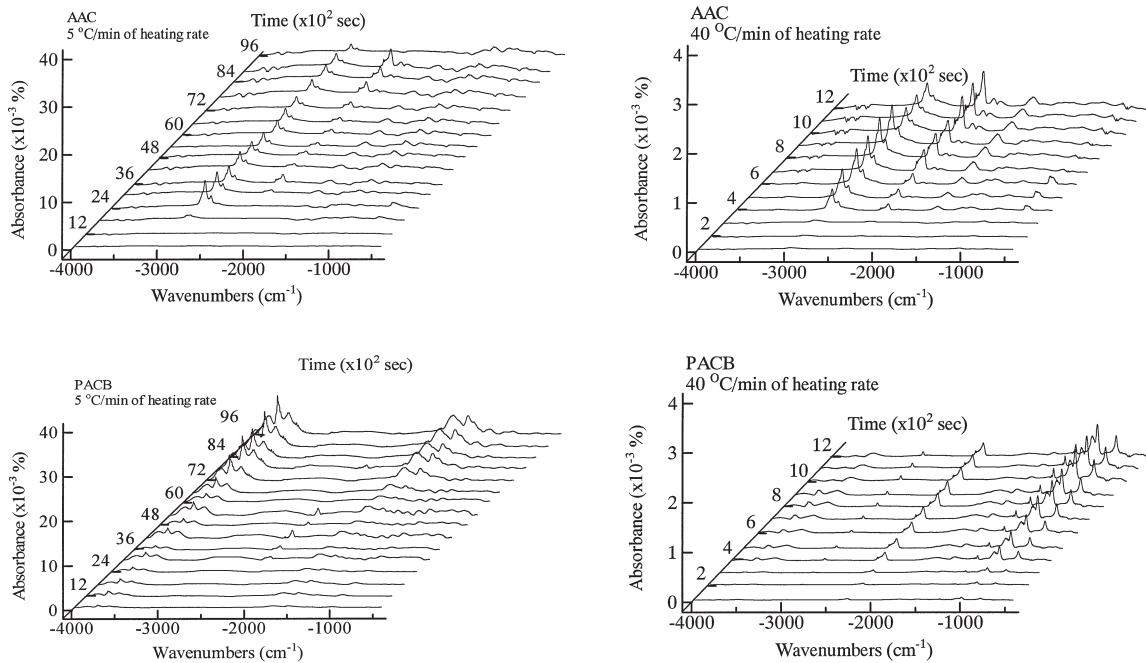 AAC
5 °C/min of heating rate
Time (x10² sec)
96
84
72
60
48
36
24
12
40
30
20
10
0
Absorbance (x10⁻³ %)
-4000 -3000 -2000 -1000
Wavenumbers (cm⁻¹)
AAC
40 °C/min of heating rate
Time (x10² sec)
12
10
8
6
4
2
4
3
2
1
0
Absorbance (x10⁻³ %)
-4000 -3000 -2000 -1000
Wavenumbers (cm⁻¹)
PACB
5 °C/min of heating rate
Time (x10² sec)
96
84
72
60
48
36
24
12
40
30
20
10
0
Absorbance (x10⁻³ %)
-4000 -3000 -2000 -1000
Wavenumbers (cm⁻¹)
PACB
40 °C/min of heating rate
Time (x10² sec)
12
10
8
6
4
2
4
3
2
1
0
Absorbance (x10⁻³ %)
-4000 -3000 -2000 -1000
Wavenumbers (cm⁻¹)